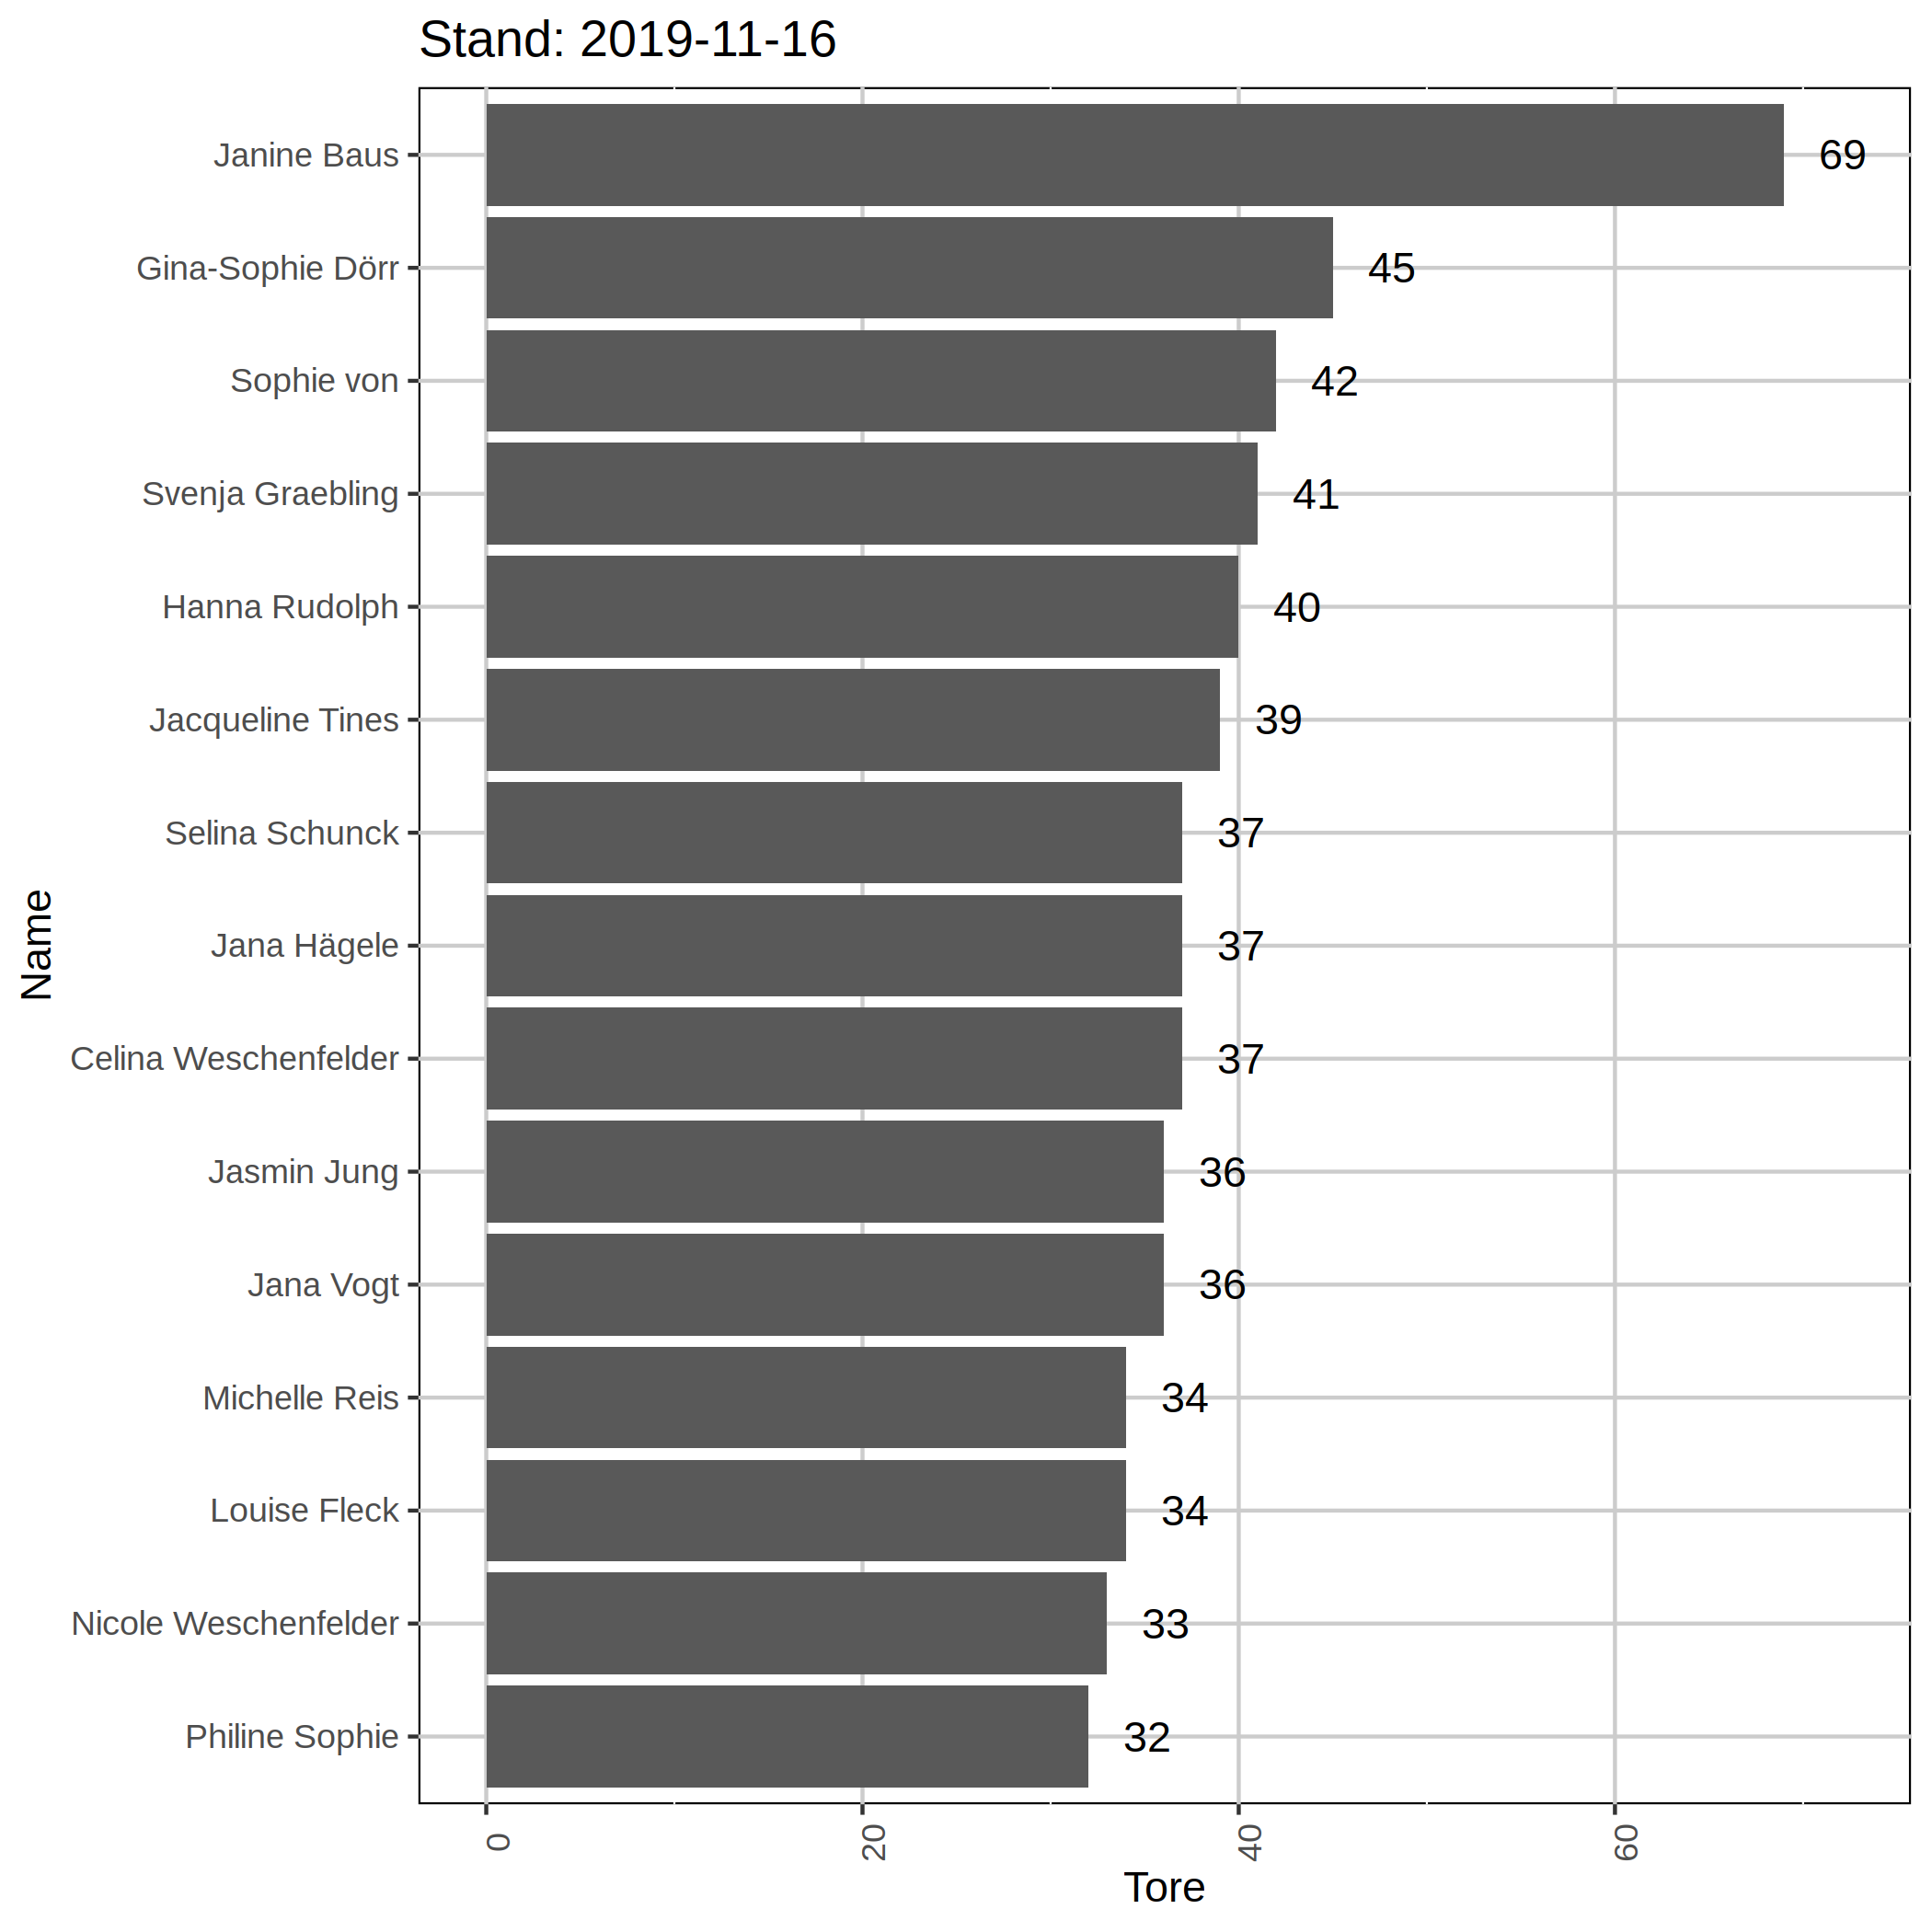 Stand: 2019-11-16
Janine Baus 69
Gina-Sophie Dörr 45
Sophie von 42
Svenja Graebling 41
Hanna Rudolph 40
Jacqueline Tines 39
Selina Schunck 37
Jana Hägele 37
Celina Weschenfelder 37
Jasmin Jung 36
Jana Vogt 36
Michelle Reis 34
Louise Fleck 34
Nicole Weschenfelder 33
Philine Sophie 32
Name
0 20 40 60
Tore